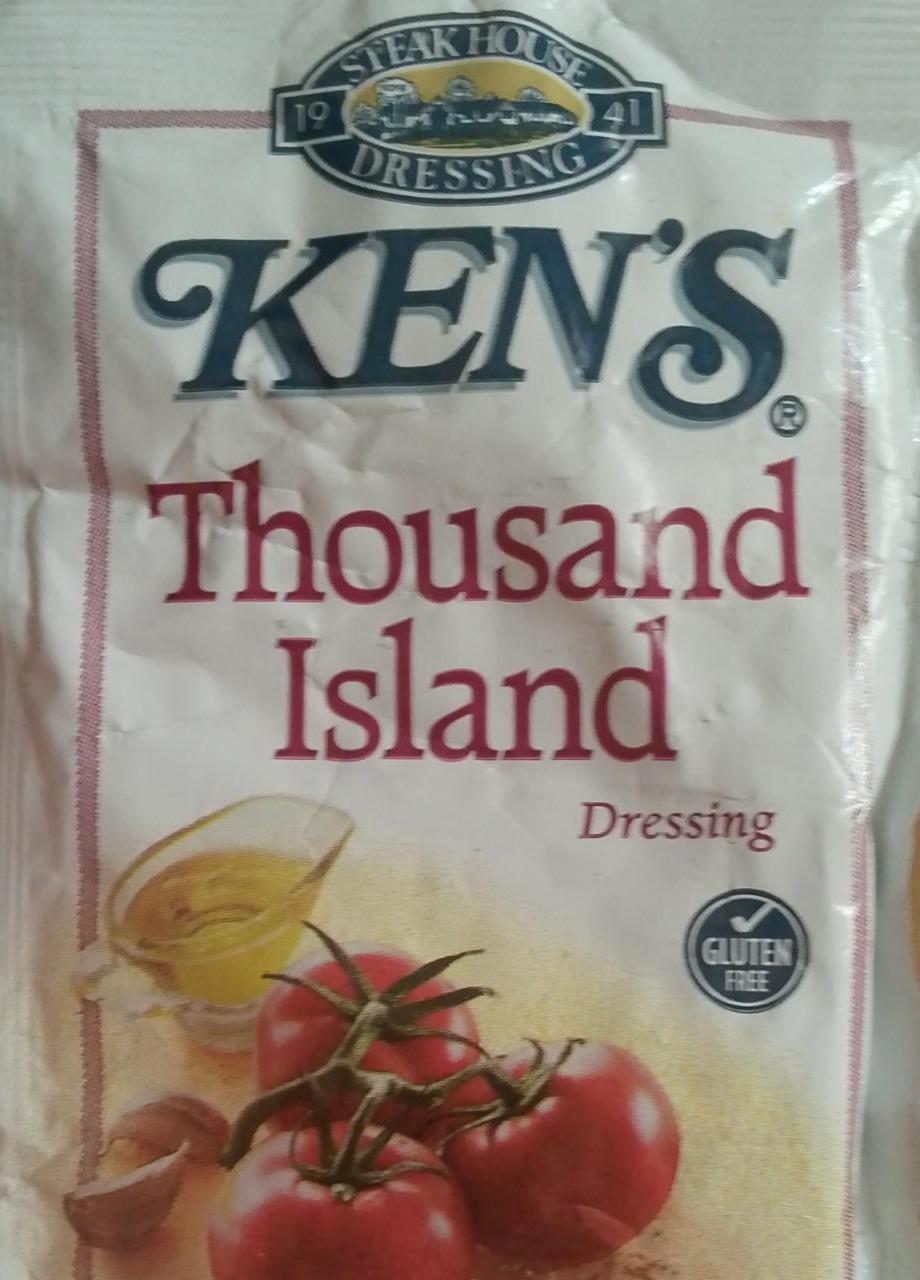 STEAK HOUSE
19 41
DRESSING
KEN'S®
Thousand
Island
Dressing
GLUTEN
FREE